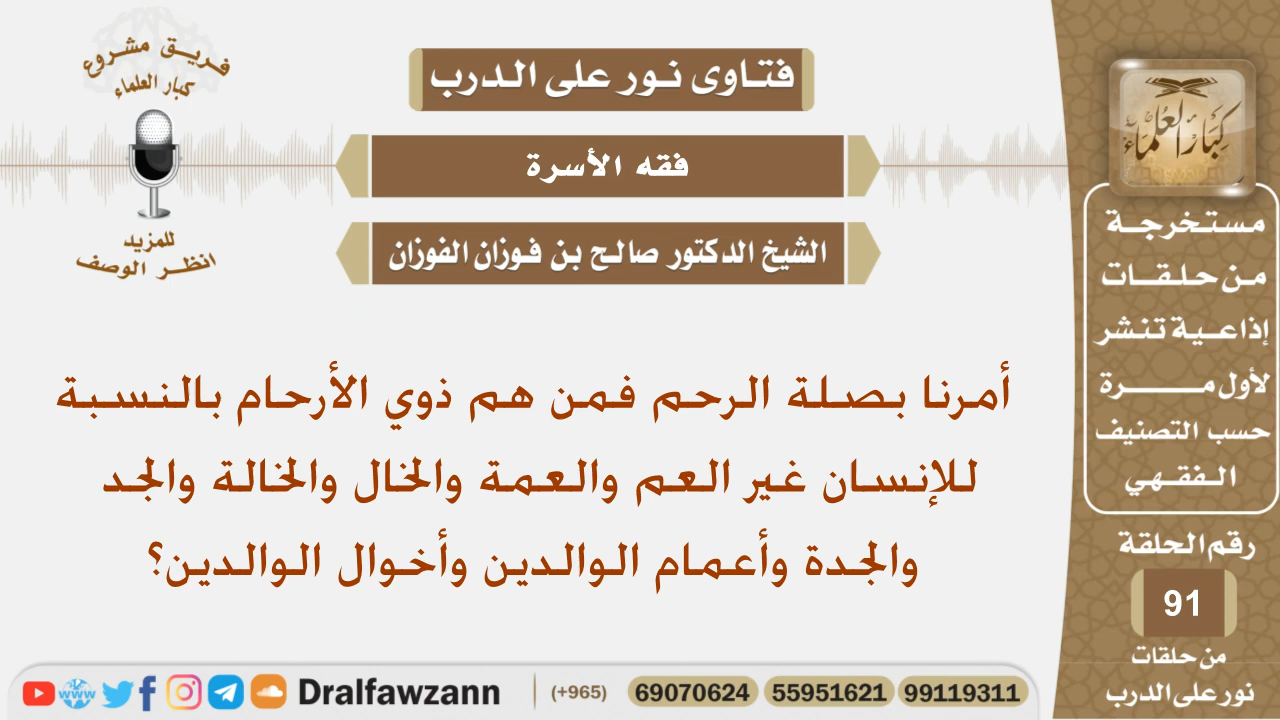 فتاوى نور على الدرب
فقه الأسرة
الشيخ الدكتور صالح بن فوزان الفوزان
فريق مشروع
كبار العلماء
للمزيد
انظر الوصف
أمرنا بصلة الرحم فمن هم ذوي الأرحام بالنسبة
للإنسان غير العم والعمة والخال والخالة والجد
والجدة وأعمام الوالدين وأخوال الوالدين؟
كبار العلماء
مستخرجة
من حلقات
إذاعية تنشر
لأول مرة
حسب التصنيف
الفقهي
رقم الحلقة
91
من حلقات
نور على الدرب
www Dralfawzann (+965) 69070624 55951621 99119311